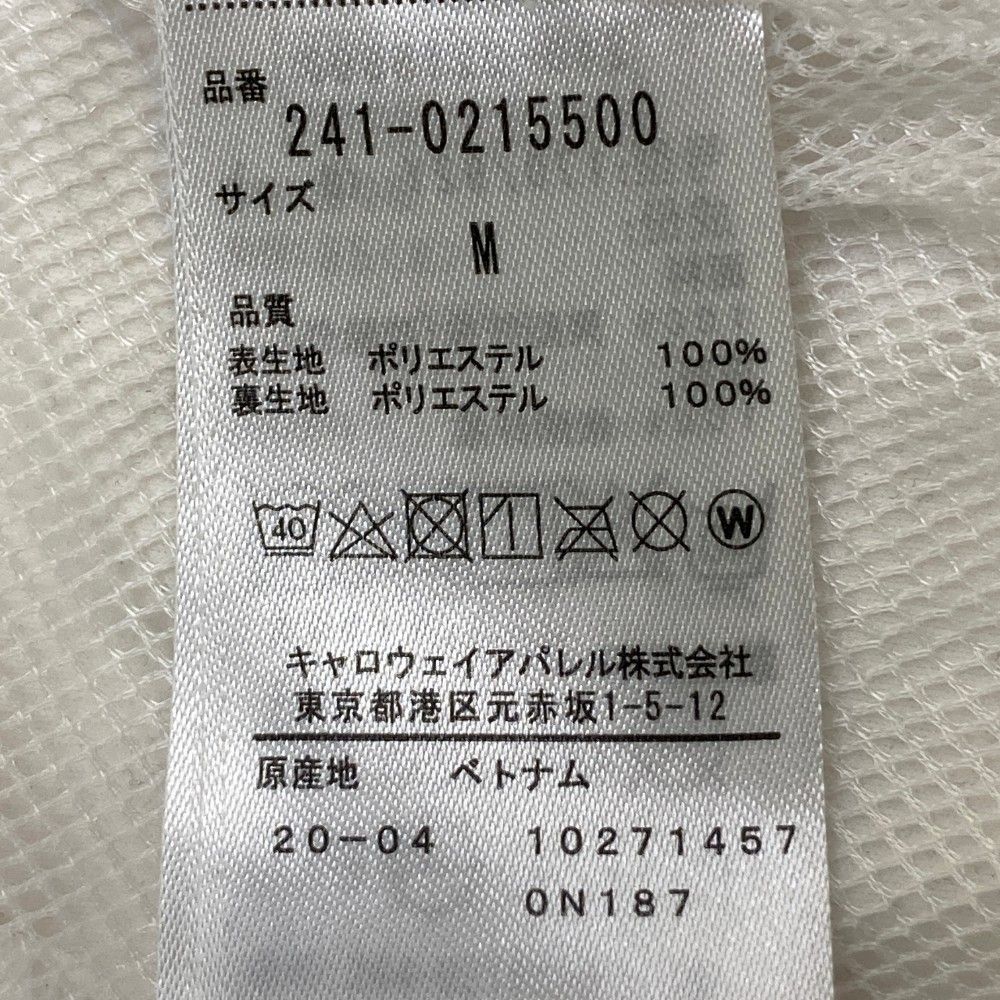 品番
241-0215500
サイズ
M
品質
表生地 ポリエステル 100%
裏生地 ポリエステル 100%
40
W
キャロウェイアパレル株式会社
東京都港区元赤坂1-5-12
原産地 ベトナム
20-04 10271457
0N187